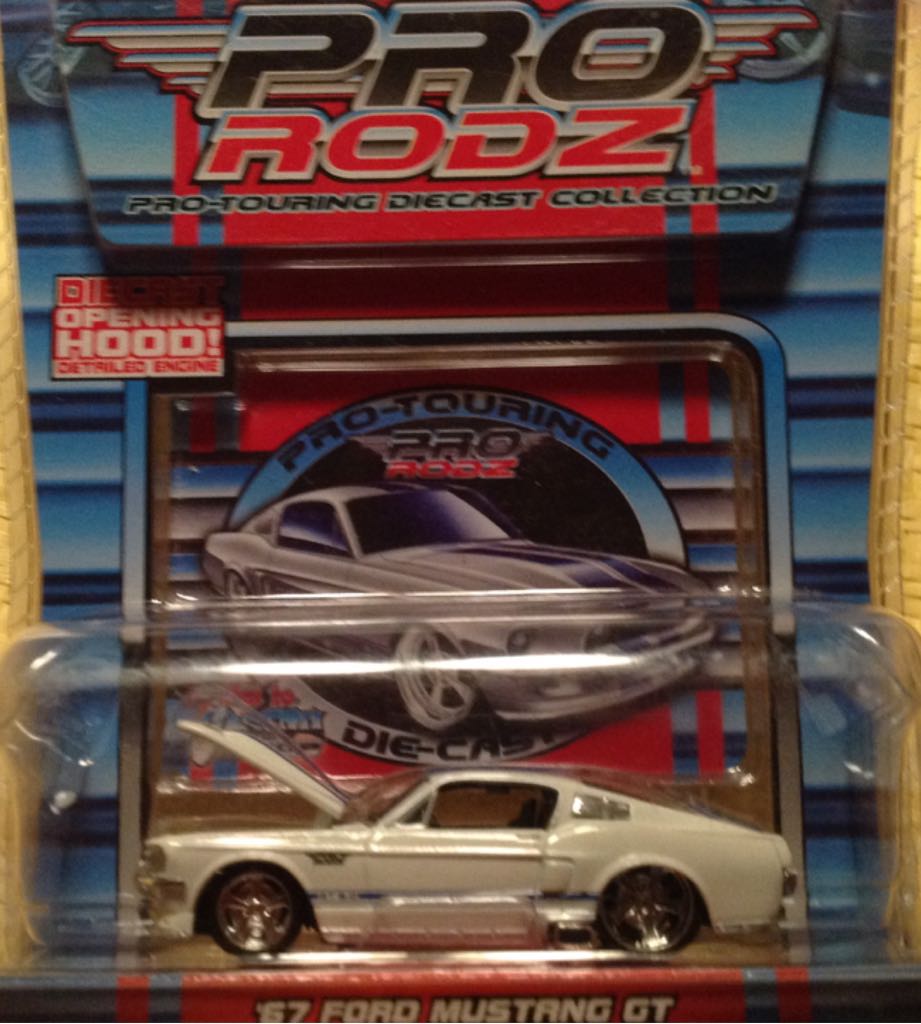 PRO
RODZ
PRO-TOURING DIECAST COLLECTION
DIECAST
OPENING
HOOD!
DETAILED ENGINE
PRO-TOURING
PRO
RODZ
DIE-CAST
'67 FORD MUSTANG GT